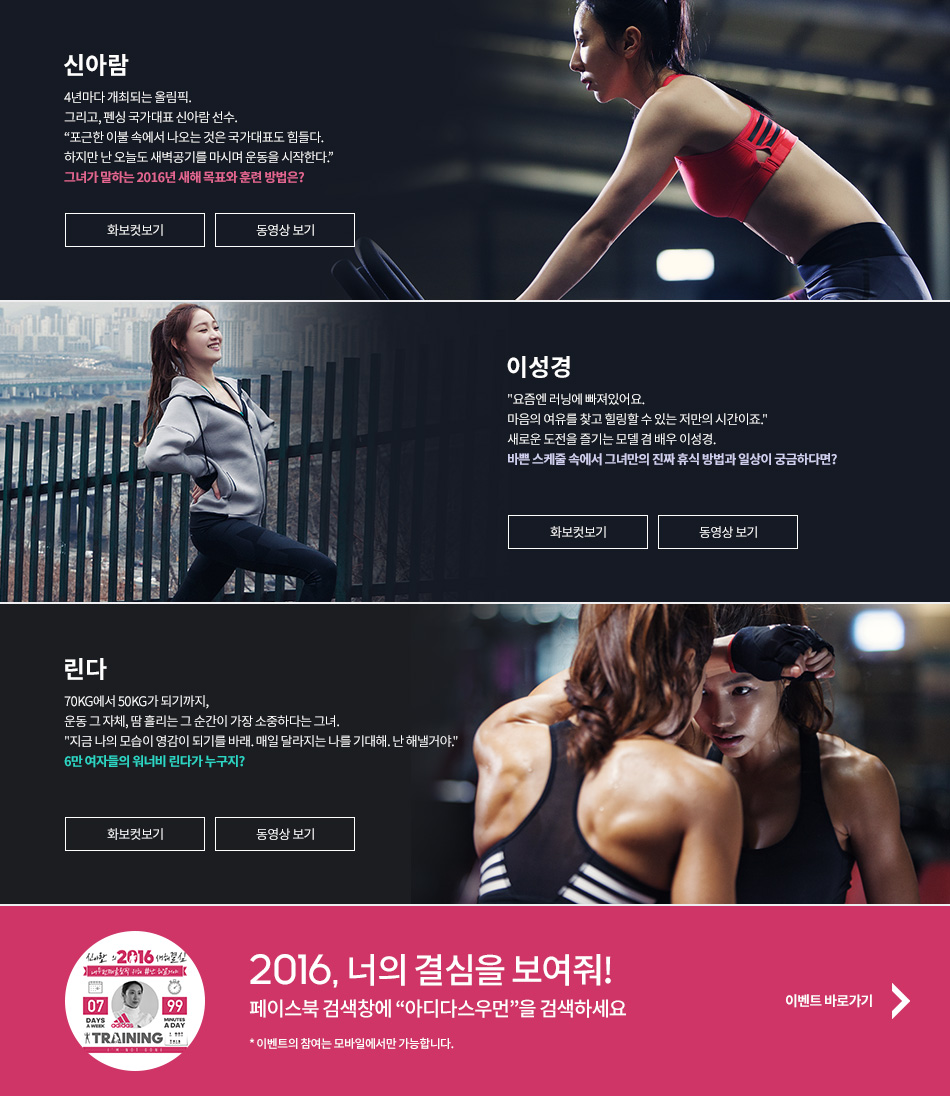 신아람
4년마다 개최되는 올림픽.
그리고, 펜싱 국가대표 신아람 선수.
“포근한 이불 속에서 나오는 것은 국가대표도 힘들다.
하지만 난 오늘도 새벽공기를 마시며 운동을 시작한다.”
그녀가 말하는 2016년 새해 목표와 훈련 방법은?
화보컷보기 동영상 보기
이성경
"요즘엔 러닝에 빠져있어요.
마음의 여유를 찾고 힐링할 수 있는 저만의 시간이죠."
새로운 도전을 즐기는 모델 겸 배우 이성경.
바쁜 스케줄 속에서 그녀만의 진짜 휴식 방법과 일상이 궁금하다면?
화보컷보기 동영상 보기
린다
70KG에서 50KG가 되기까지,
운동 그 자체, 땀 흘리는 그 순간이 가장 소중하다는 그녀.
"지금 나의 모습이 영감이 되기를 바래. 매일 달라지는 나를 기대해. 난 해낼거야."
6만 여자들의 워너비 린다가 누구지?
화보컷보기 동영상 보기
신아람의 2016 새해결심
07 99
DAYS A WEEK
MINUTES A DAY
adidas
TRAINING
2016, 너의 결심을 보여줘!
페이스북 검색창에 “아디다스우먼”을 검색하세요
* 이벤트의 참여는 모바일에서만 가능합니다.
이벤트 바로가기